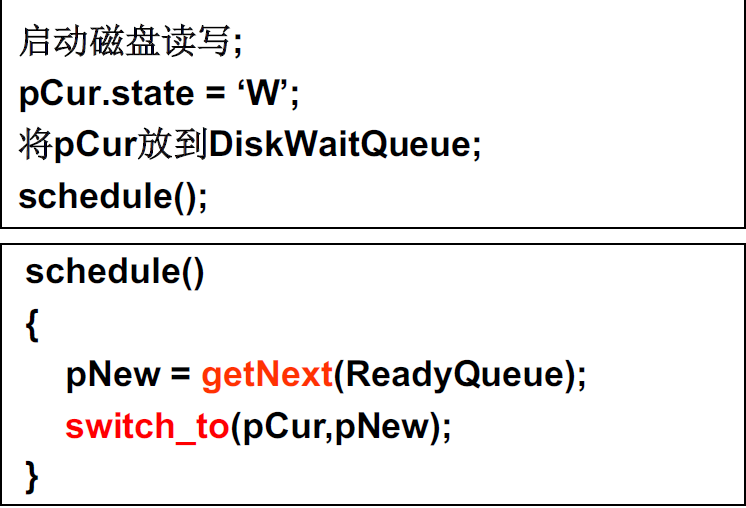 启动磁盘读写;
pCur.state = ‘W’;
将pCur放到DiskWaitQueue;
schedule();
schedule()
{
pNew = getNext(ReadyQueue);
switch_to(pCur,pNew);
}